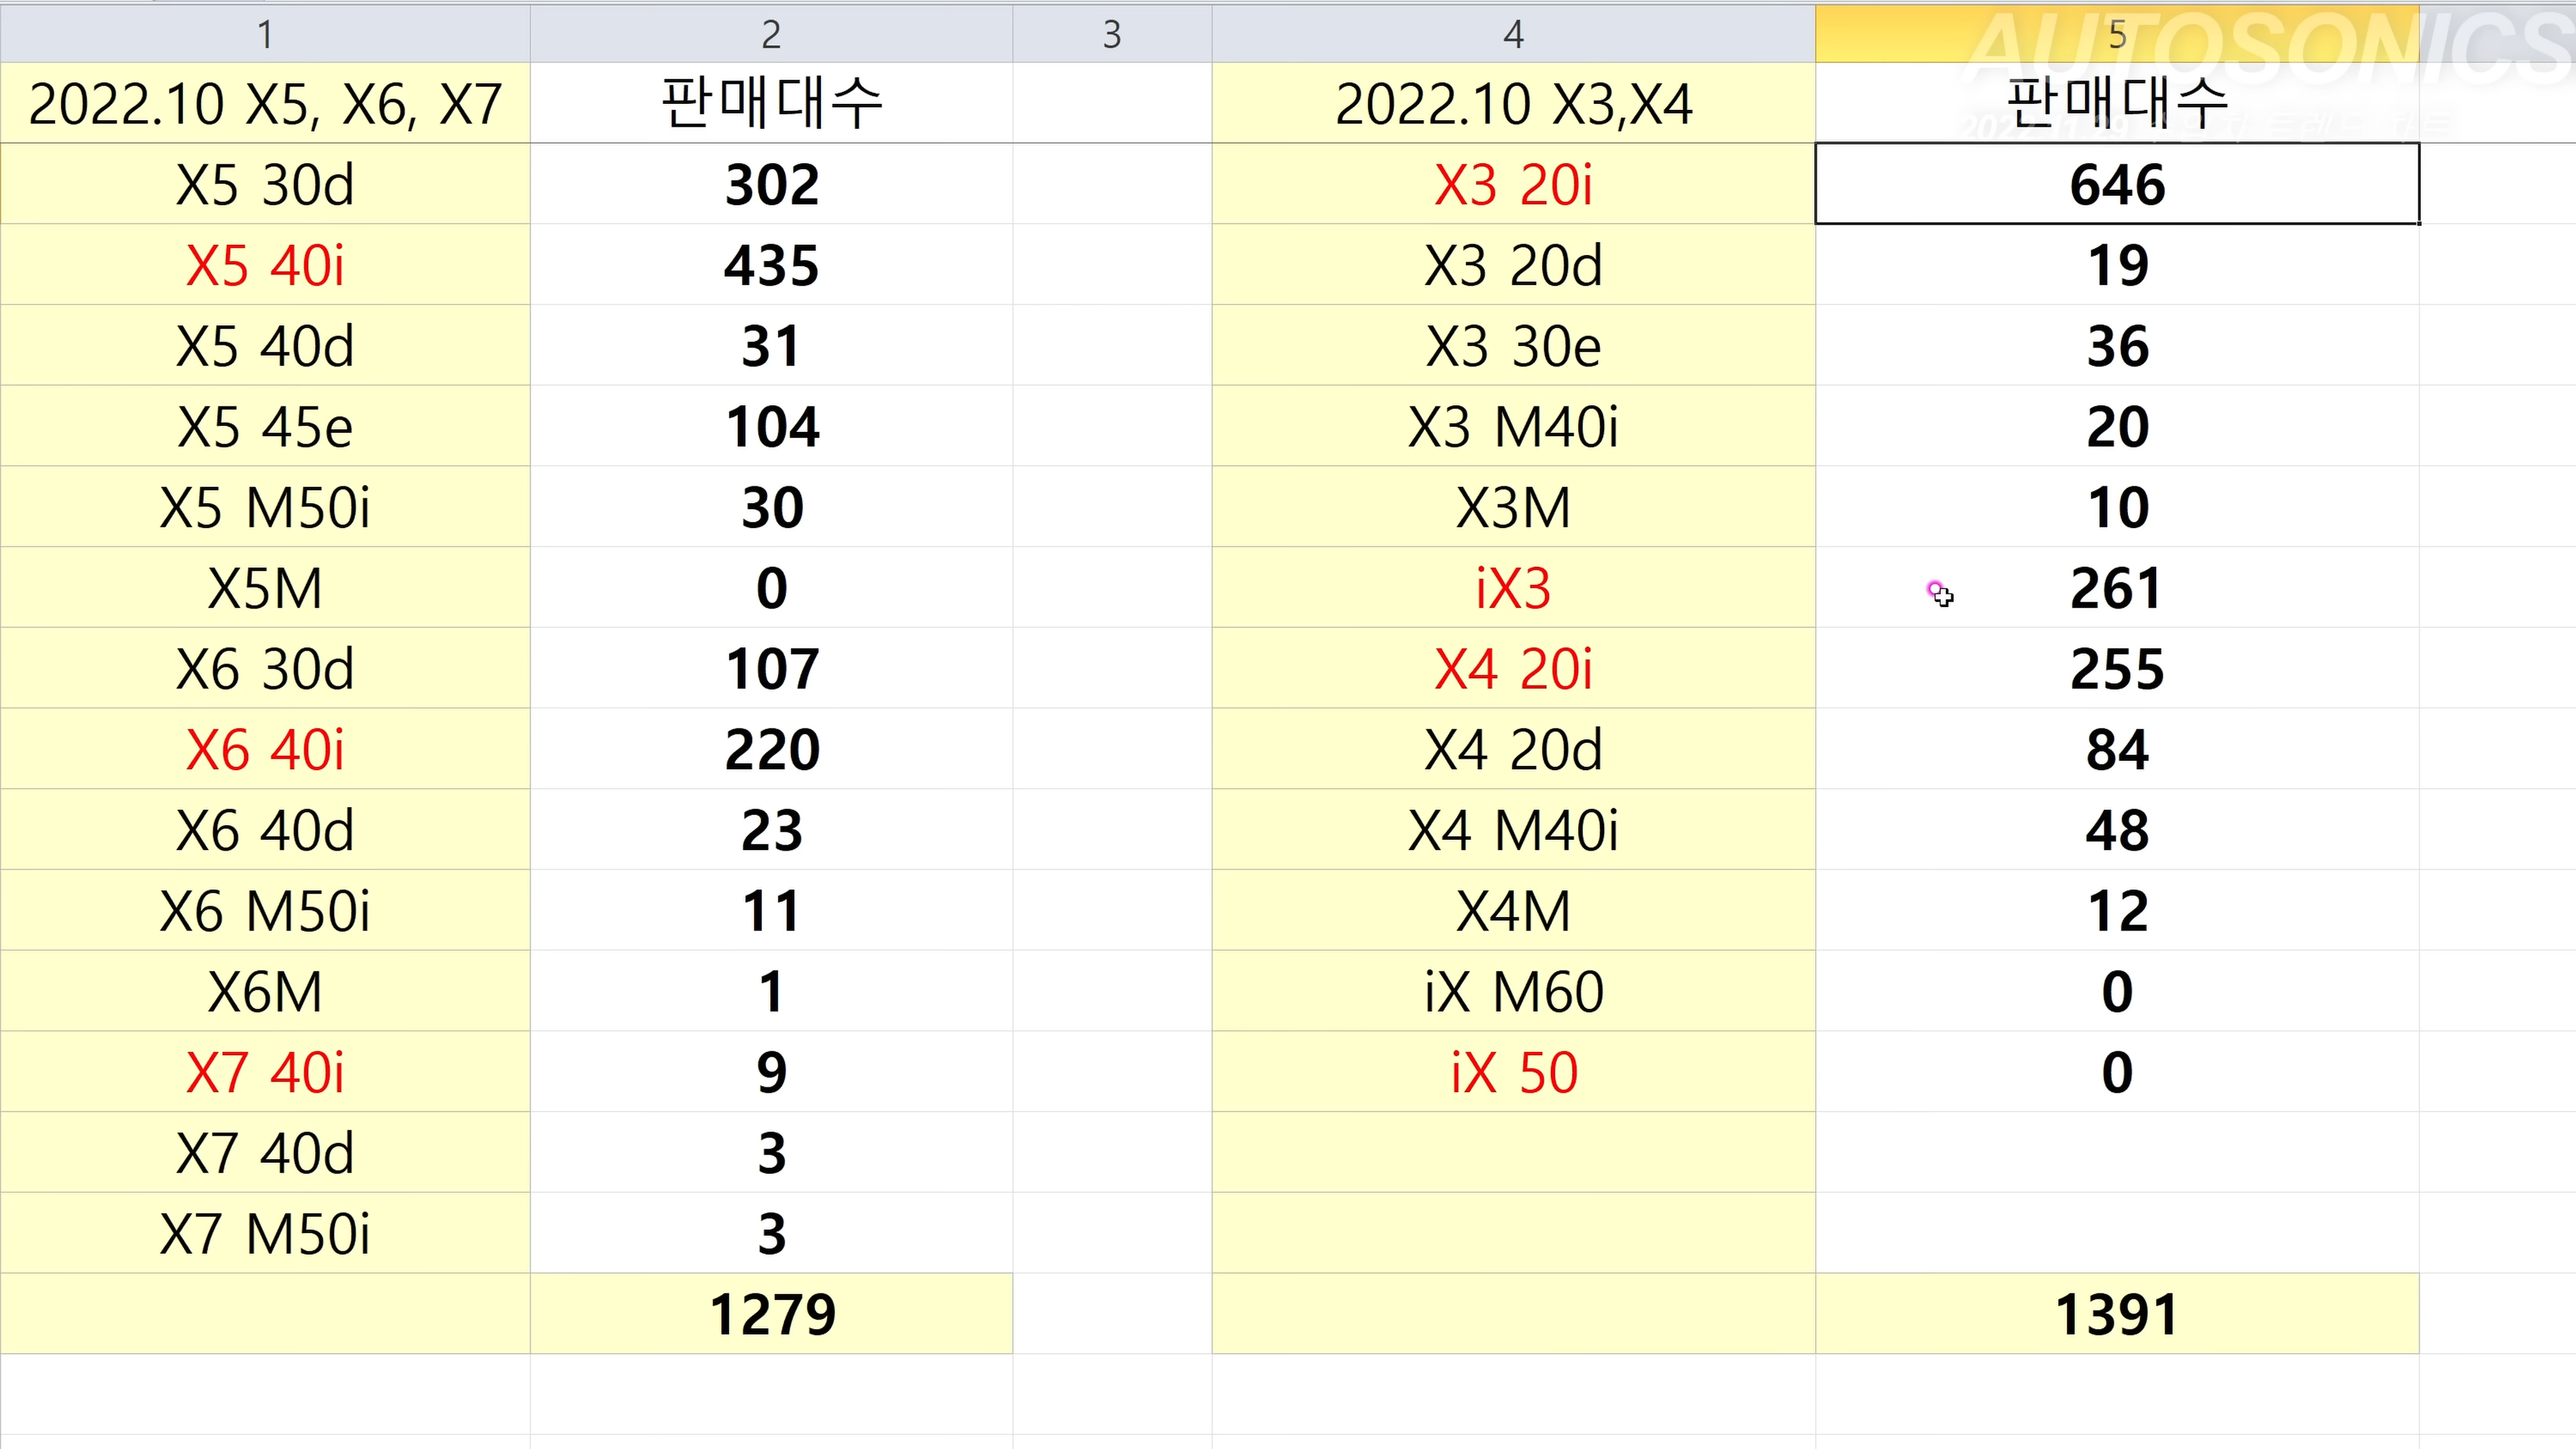 1 2 3 4 5
AUTOSONICS
2022.10 X5, X6, X7 판매대수 2022.10 X3,X4 판매대수
X5 30d 302 X3 20i 646
X5 40i 435 X3 20d 19
X5 40d 31 X3 30e 36
X5 45e 104 X3 M40i 20
X5 M50i 30 X3M 10
X5M 0 iX3 261
X6 30d 107 X4 20i 255
X6 40i 220 X4 20d 84
X6 40d 23 X4 M40i 48
X6 M50i 11 X4M 12
X6M 1 iX M60 0
X7 40i 9 iX 50 0
X7 40d 3
X7 M50i 3
1279 1391